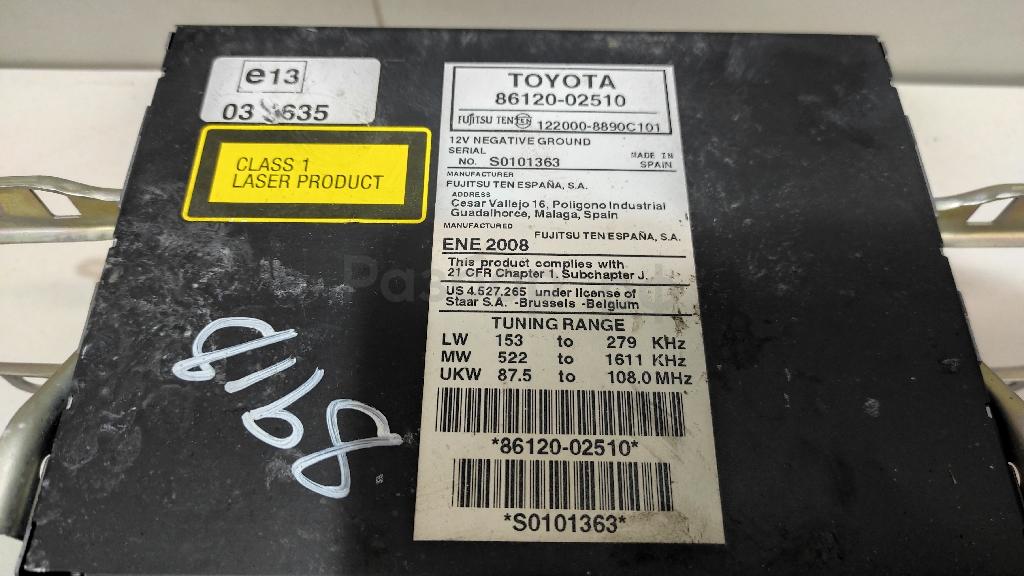 e13
03 635
CLASS 1
LASER PRODUCT
TOYOTA
86120-02510
FUJITSU TEN TEN 122000-8890C101
12V NEGATIVE GROUND
SERIAL
NO. S0101363
MADE IN
SPAIN
MANUFACTURER
FUJITSU TEN ESPAÑA, S.A.
ADDRESS
Cesar Vallejo 16, Poligono Industrial
Guadalhorce, Malaga, Spain
MANUFACTURED
FUJITSU TEN ESPAÑA, S.A.
ENE 2008
This product complies with
21 CFR Chapter 1. Subchapter J.
US 4.527.265 under license of
Staar S.A. -Brussels -Belgium
TUNING RANGE
LW 153 to 279 KHz
MW 522 to 1611 KHz
UKW 87.5 to 108.0 MHz
*86120-02510*
*S0101363*